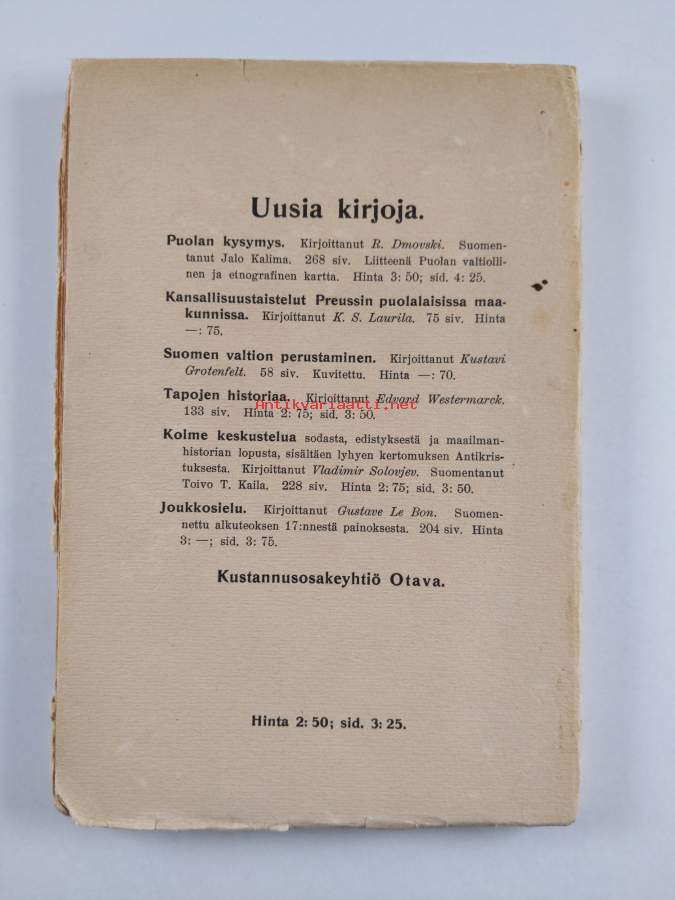 Uusia kirjoja.
Puolan kysymys. Kirjoittanut R. Dmovski. Suomen-
tanut Jalo Kalima. 268 siv. Liitteenä Puolan valtiolli-
nen ja etnografinen kartta. Hinta 3: 50; sid. 4: 25.
Kansallisuustaistelut Preussin puolalaisissa maa-
kunnissa. Kirjoittanut K. S. Laurila. 75 siv. Hinta
—: 75.
Suomen valtion perustaminen. Kirjoittanut Kustavi
Grotenfelt. 58 siv. Kuvitettu. Hinta —: 70.
Tapojen historiaa. Kirjoittanut Edvard Westermarck.
Antikvariaatti.net
133 siv. Hinta 2: 75; sid. 3: 50.
Kolme keskustelua sodasta, edistyksestä ja maailman-
historian lopusta, sisältäen lyhyen kertomuksen Antikris-
tuksesta. Kirjoittanut Vladimir Solovjev. Suomentanut
Toivo T. Kaila. 228 siv. Hinta 2: 75; sid. 3: 50.
Joukkosielu. Kirjoittanut Gustave Le Bon. Suomen-
nettu alkuteoksen 17:nnestä painoksesta. 204 siv. Hinta
3: —; sid. 3: 75.
Kustannusosakeyhtiö Otava.
Hinta 2: 50; sid. 3: 25.